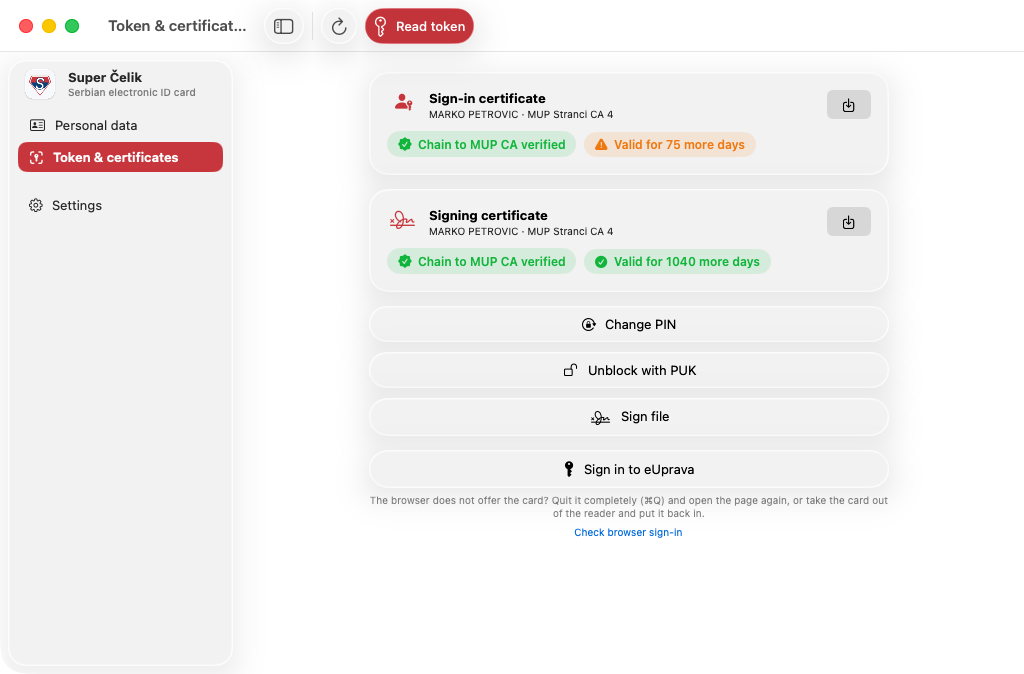 Token & certificat...
Read token
Super Čelik
Serbian electronic ID card
Personal data
Token & certificates
Settings
Sign-in certificate
MARKO PETROVIC · MUP Stranci CA 4
Chain to MUP CA verified
Valid for 75 more days
Signing certificate
MARKO PETROVIC · MUP Stranci CA 4
Chain to MUP CA verified
Valid for 1040 more days
Change PIN
Unblock with PUK
Sign file
Sign in to eUprava
The browser does not offer the card? Quit it completely (⌘Q) and open the page again, or take the card out
of the reader and put it back in.
Check browser sign-in